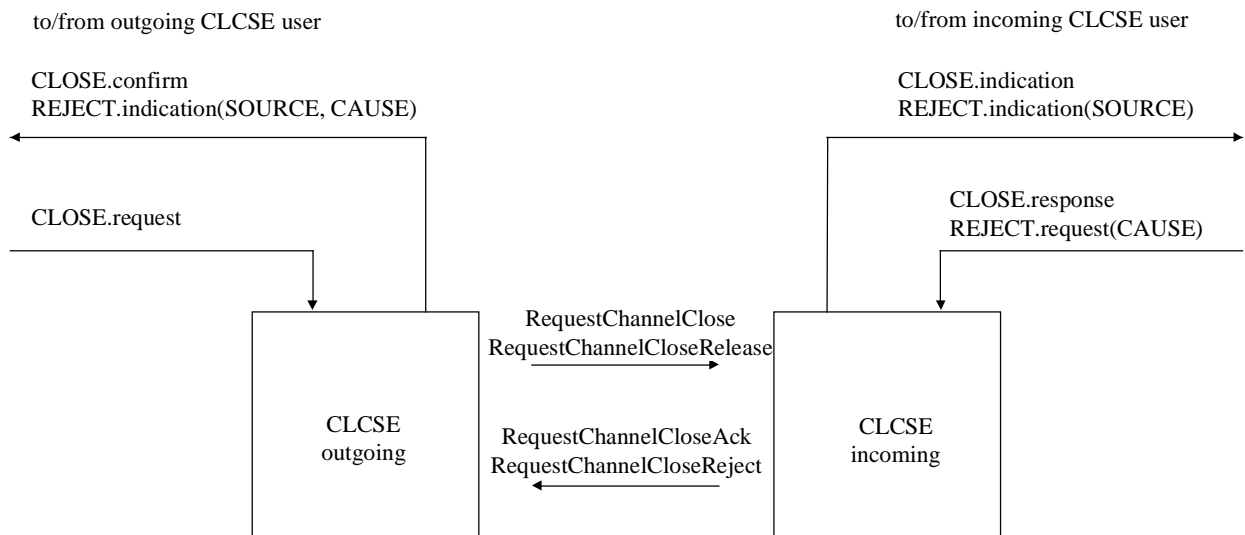 to/from outgoing CLCSE user
to/from incoming CLCSE user
CLOSE.confirm
REJECT.indication(SOURCE, CAUSE)
CLOSE.indication
REJECT.indication(SOURCE)
CLOSE.request
CLOSE.response
REJECT.request(CAUSE)
RequestChannelClose
RequestChannelCloseRelease
CLCSE
outgoing
RequestChannelCloseAck
RequestChannelCloseReject
CLCSE
incoming